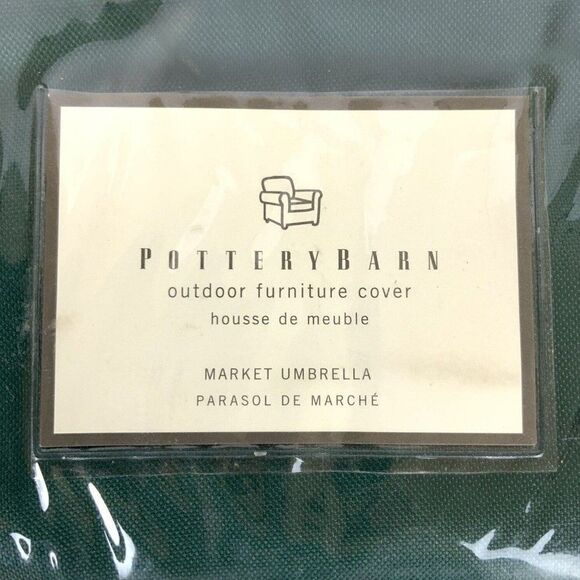 POTTERYBARN
outdoor furniture cover
housse de meuble
MARKET UMBRELLA
PARASOL DE MARCHÉ